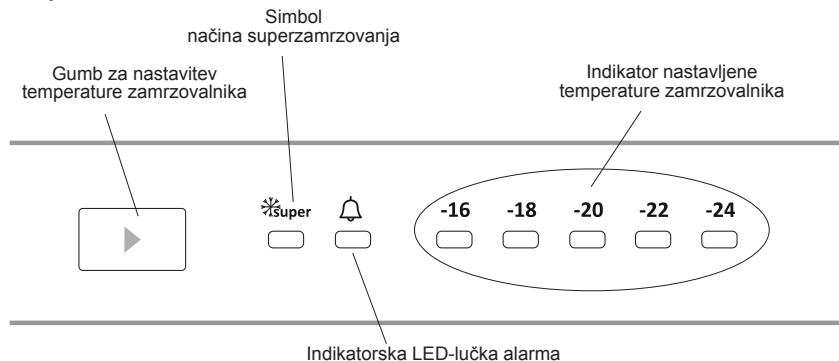 Simbol
načina superzamrzovanja
Gumb za nastavitev
temperature zamrzovalnika
Indikator nastavljene
temperature zamrzovalnika
super
-16 -18 -20 -22 -24
Indikatorska LED-lučka alarma